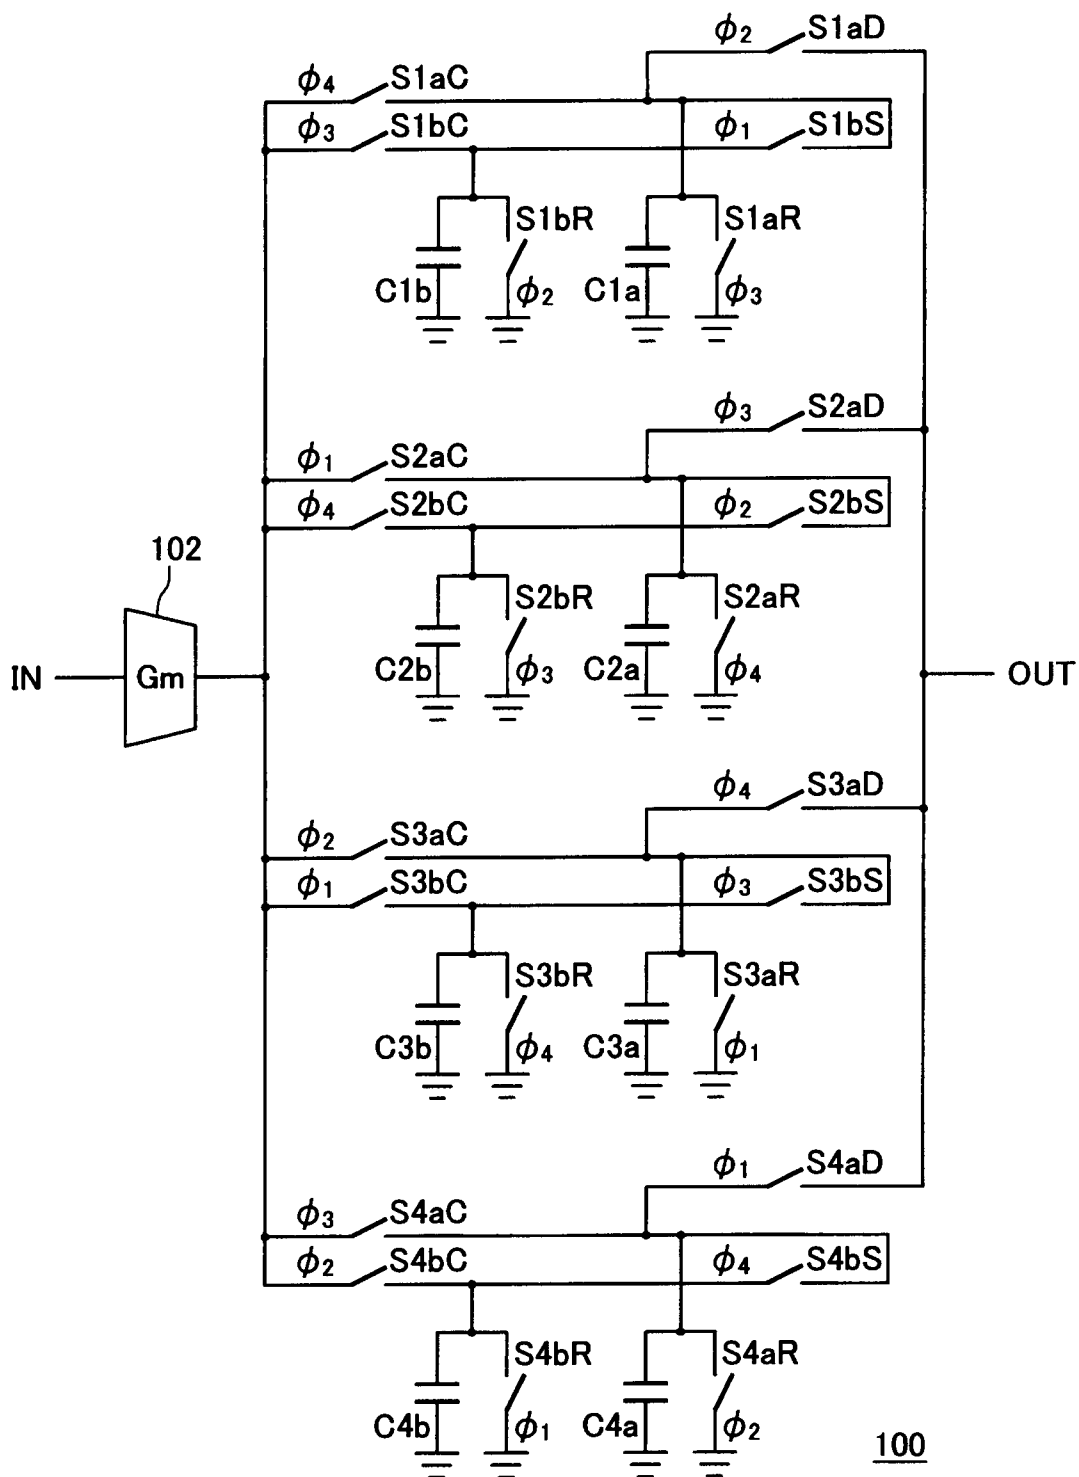 ϕ2 S1aD
ϕ4 S1aC
ϕ3 S1bC
ϕ1 S1bS
S1bR
S1aR
C1b
ϕ2
C1a
ϕ3
ϕ3 S2aD
ϕ1 S2aC
ϕ4 S2bC
ϕ2 S2bS
102
S2bR
S2aR
C2b
ϕ3
C2a
ϕ4
IN
Gm
OUT
ϕ4 S3aD
ϕ2 S3aC
ϕ1 S3bC
ϕ3 S3bS
S3bR
S3aR
C3b
ϕ4
C3a
ϕ1
ϕ1 S4aD
ϕ3 S4aC
ϕ2 S4bC
ϕ4 S4bS
S4bR
S4aR
C4b
ϕ1
C4a
ϕ2
100